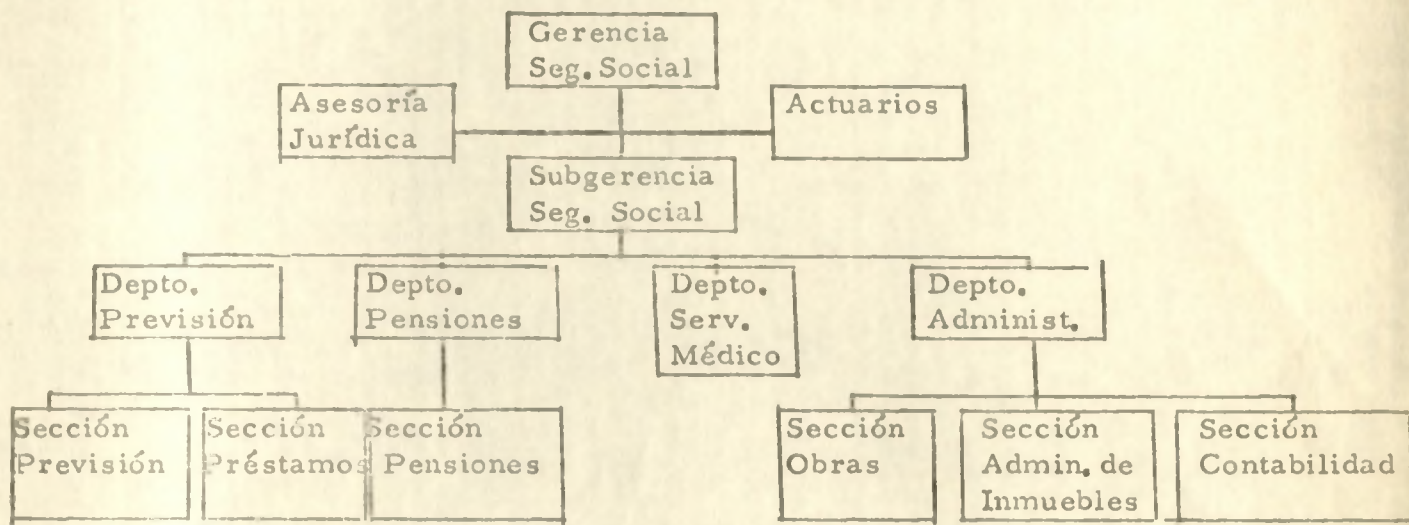 Gerencia
Seg. Social
Asesoría
Jurídica
Actuarios
Subgerencia
Seg. Social
Depto.
Previsión
Depto.
Pensiones
Depto.
Serv.
Médico
Depto.
Administ.
Sección
Previsión
Sección
Préstamos
Sección
Pensiones
Sección
Obras
Sección
Admin. de
Inmuebles
Sección
Contabilidad